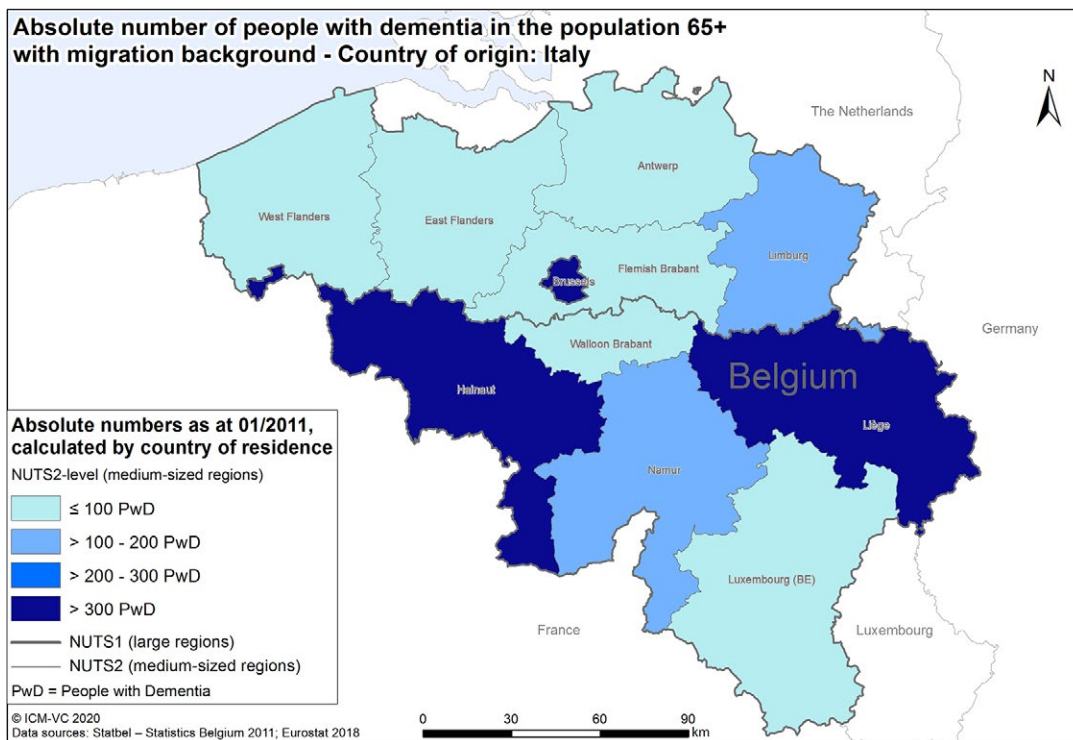 Absolute number of people with dementia in the population 65+
with migration background - Country of origin: Italy
N
The Netherlands
Antwerp
West Flanders
East Flanders
Limburg
Brussels
Flemish Brabant
Germany
Walloon Brabant
Belgium
Hainaut
Liège
Namur
Luxembourg (BE)
France
Luxembourg
Absolute numbers as at 01/2011,
calculated by country of residence
NUTS2-level (medium-sized regions)
≤ 100 PwD
> 100 - 200 PwD
> 200 - 300 PwD
> 300 PwD
NUTS1 (large regions)
NUTS2 (medium-sized regions)
PwD = People with Dementia
© ICM-VC 2020
Data sources: Statbel – Statistics Belgium 2011; Eurostat 2018
0 30 60 90
km